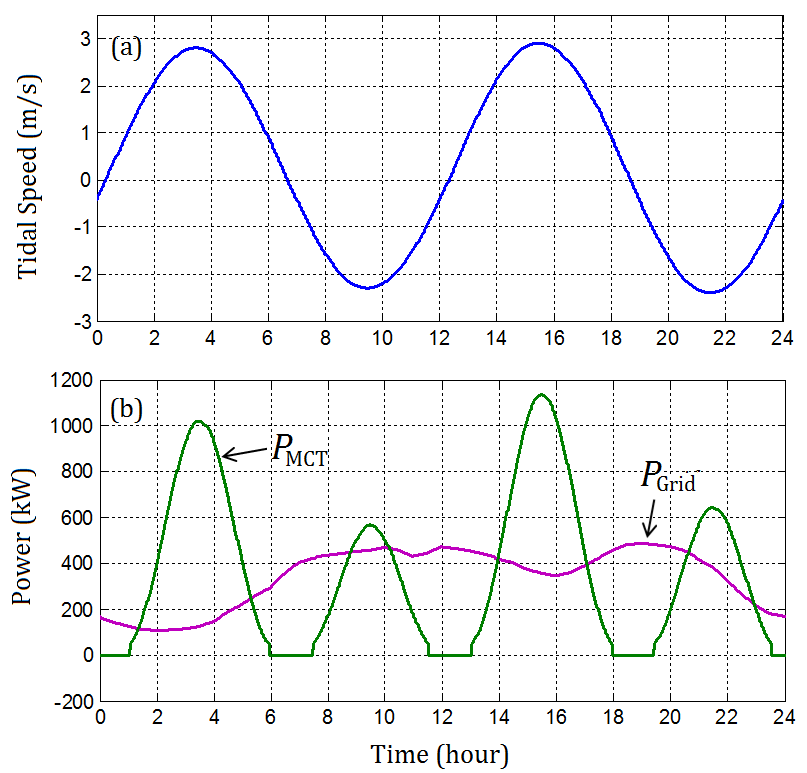 (a)
Tidal Speed (m/s)
3
2
1
0
-1
-2
-3
0 2 4 6 8 10 12 14 16 18 20 22 24
(b)
Power (kW)
1200
1000
800
600
400
200
0
-200
P_MCT
P_Grid
0 2 4 6 8 10 12 14 16 18 20 22 24
Time (hour)